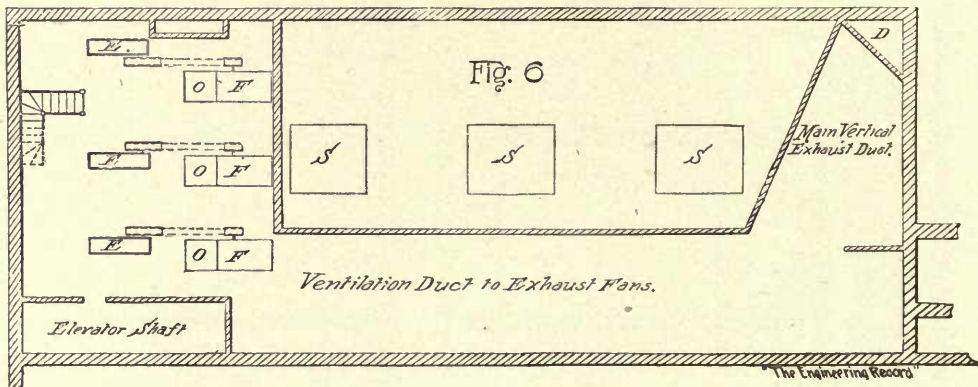 Fig. 6
D
E.
O F
Main Vertical
Exhaust Duct.
S S S
E
O F
E
O F
Ventilation Duct to Exhaust Fans.
Elevator Shaft
"The Engineering Record"